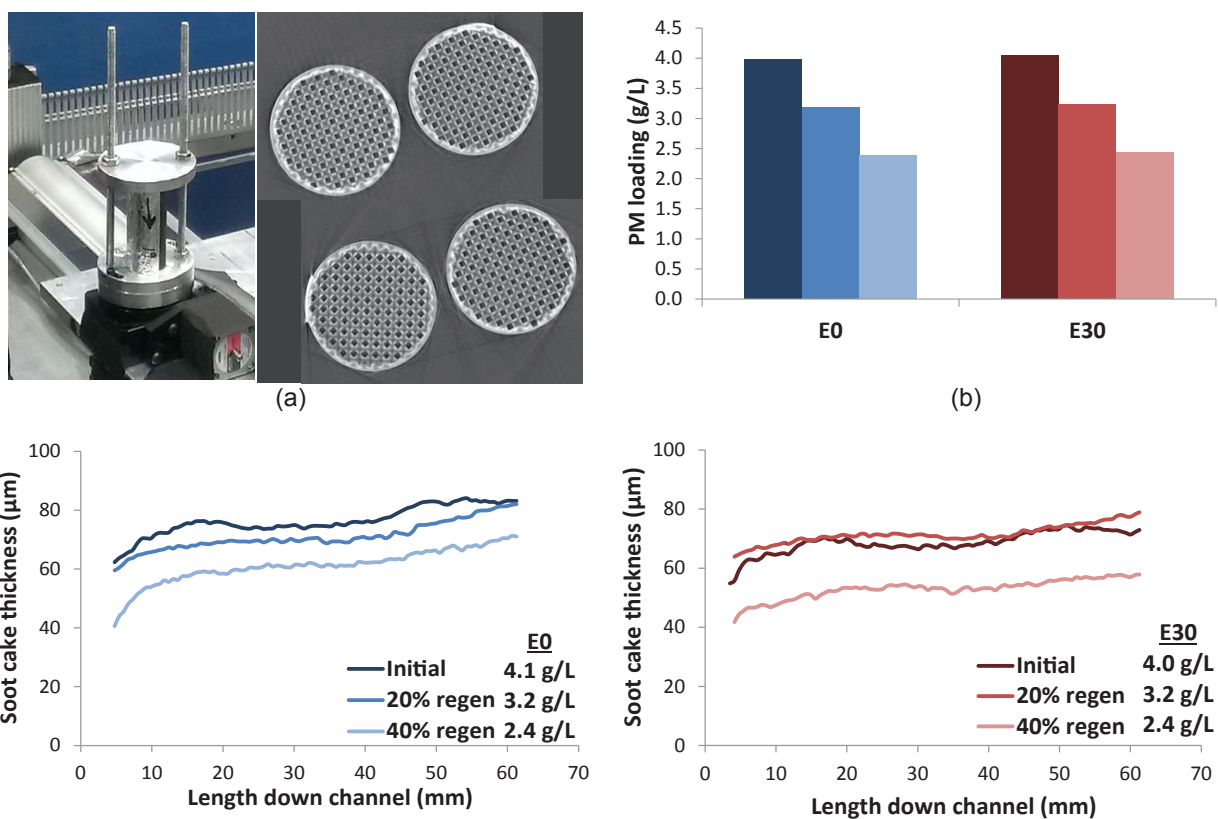 (a)
4.5
4.0
3.5
3.0
2.5
2.0
1.5
1.0
0.5
0.0
PM loading (g/L)
E0 E30
(b)
100
80
60
40
20
0
Soot cake thickness (µm)
E0
Initial 4.1 g/L
20% regen 3.2 g/L
40% regen 2.4 g/L
0 10 20 30 40 50 60 70
Length down channel (mm)
100
80
60
40
20
0
Soot cake thickness (µm)
E30
Initial 4.0 g/L
20% regen 3.2 g/L
40% regen 2.4 g/L
0 10 20 30 40 50 60 70
Length down channel (mm)